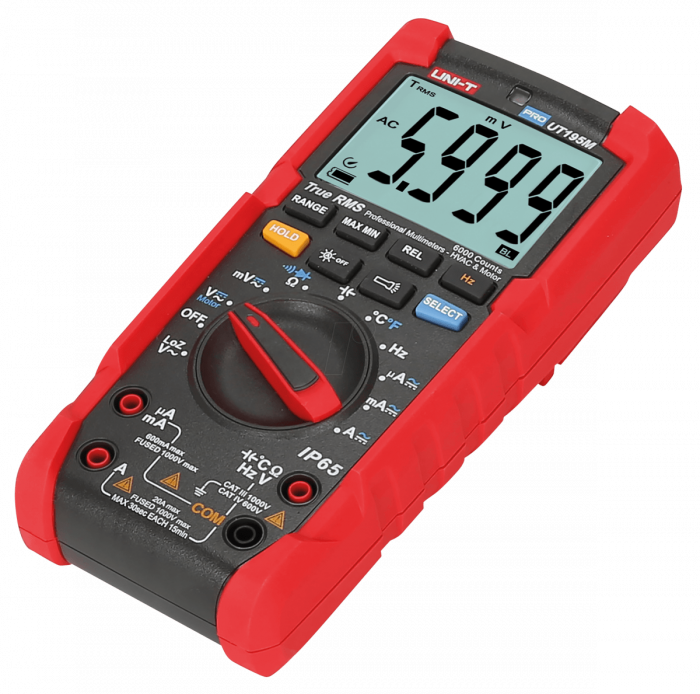 UNI-T
PRO UT195M
T RMS
m V
AC
5.999
BL
True RMS
Professional Multimeters - HVAC & Motor
6000 Counts
RANGE
MAX MIN
REL
Hz
HOLD
OFF
SELECT
mV
Ω
V
Motor
OFF
LoZ
V~
°C°F
Hz
µA
mA
A
IP65
µA
mA
600mA max
FUSED 1000V max
A
20A max
FUSED 1000V max
MAX 30sec EACH 15min
COM
°C Ω
Hz V
CAT III 1000V
CAT IV 600V